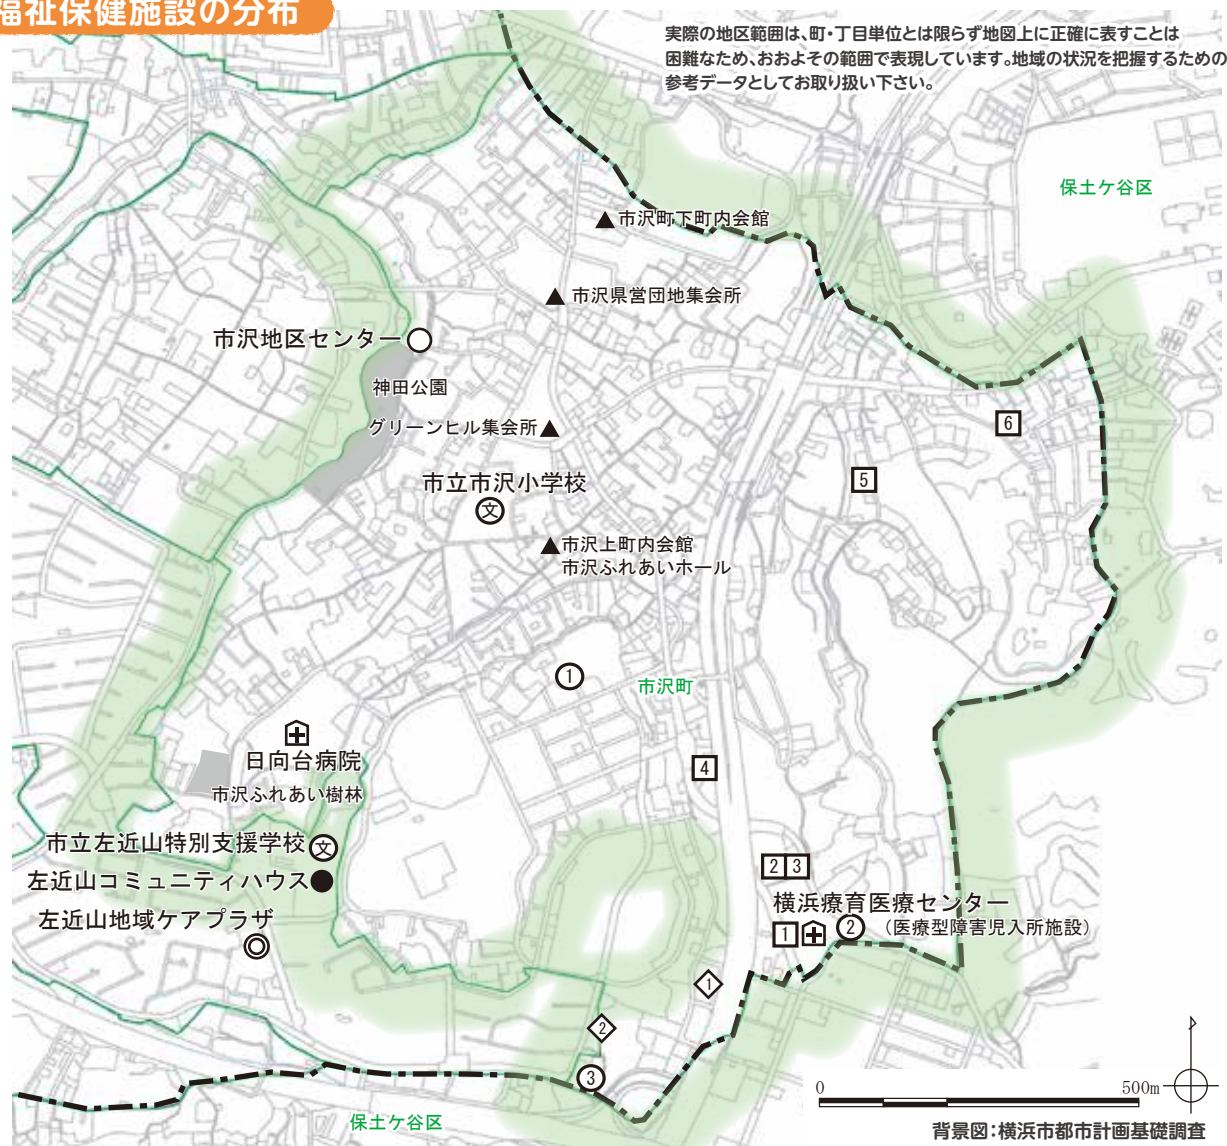 福祉保健施設の分布
実際の地区範囲は、町・丁目単位とは限らず地図上に正確に表すことは
困難なため、おおよその範囲で表現しています。地域の状況を把握するための
参考データとしてお取り扱い下さい。
保土ケ谷区
市沢町下町内会館
市沢県営団地集会所
市沢地区センター
神田公園
グリーンヒル集会所
6
市立市沢小学校
5
文
市沢上町内会館
市沢ふれあいホール
1
市沢町
日向台病院
4
市沢ふれあい樹林
市立左近山特別支援学校
文
左近山コミュニティハウス
2 3
左近山地域ケアプラザ
横浜療育医療センター
1
2
（医療型障害児入所施設）
1
2
3
0
500m
保土ケ谷区
背景図：横浜市都市計画基礎調査